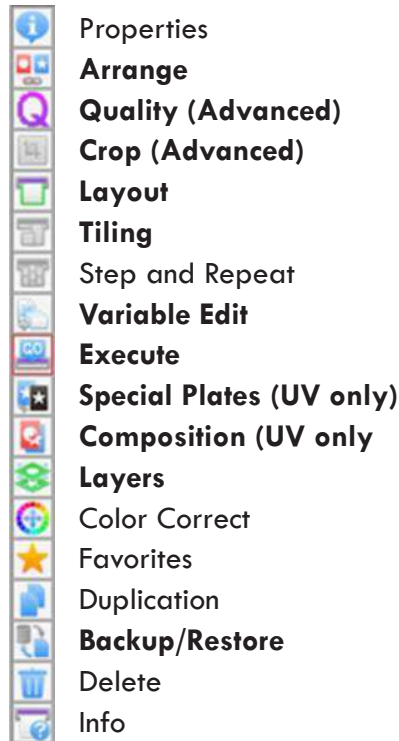 Properties
Arrange
Q Quality (Advanced)
Crop (Advanced)
Layout
Tiling
Step and Repeat
Variable Edit
GO Execute
Special Plates (UV only)
Composition (UV only
Layers
Color Correct
Favorites
Duplication
Backup/Restore
Delete
Info